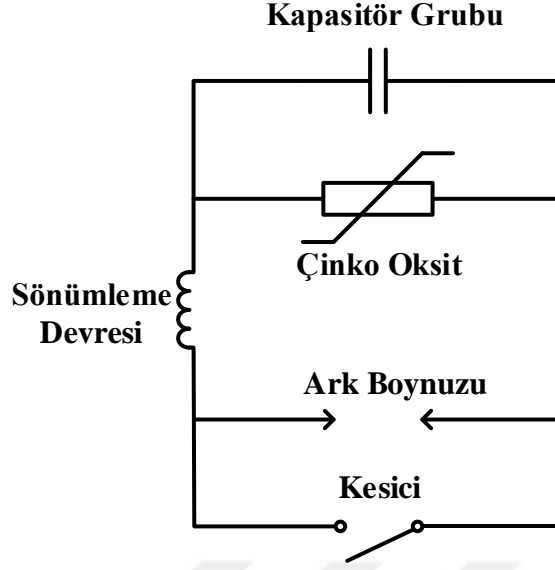 Kapasitör Grubu
Çinko Oksit
Sönümleme
Devresi
Ark Boynuzu
Kesici